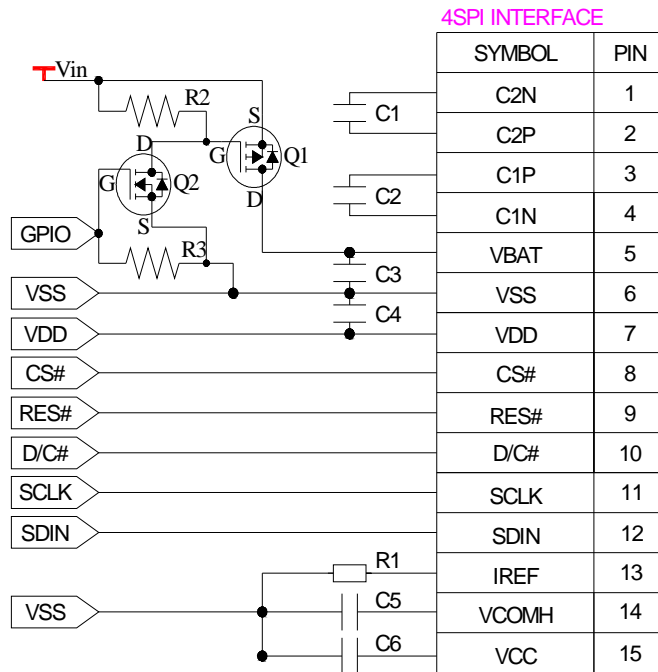 4SPI INTERFACE
SYMBOL PIN
Vin
R2
C1
C2N 1
S
C2P 2
D
G Q1
G Q2
C2
C1P 3
D
C1N 4
S
GPIO
R3
VBAT 5
C3
VSS
VSS 6
C4
VDD
VDD 7
CS#
CS# 8
RES#
RES# 9
D/C#
D/C# 10
SCLK
SCLK 11
SDIN
SDIN 12
R1
IREF 13
VSS
C5
VCOMH 14
C6
VCC 15